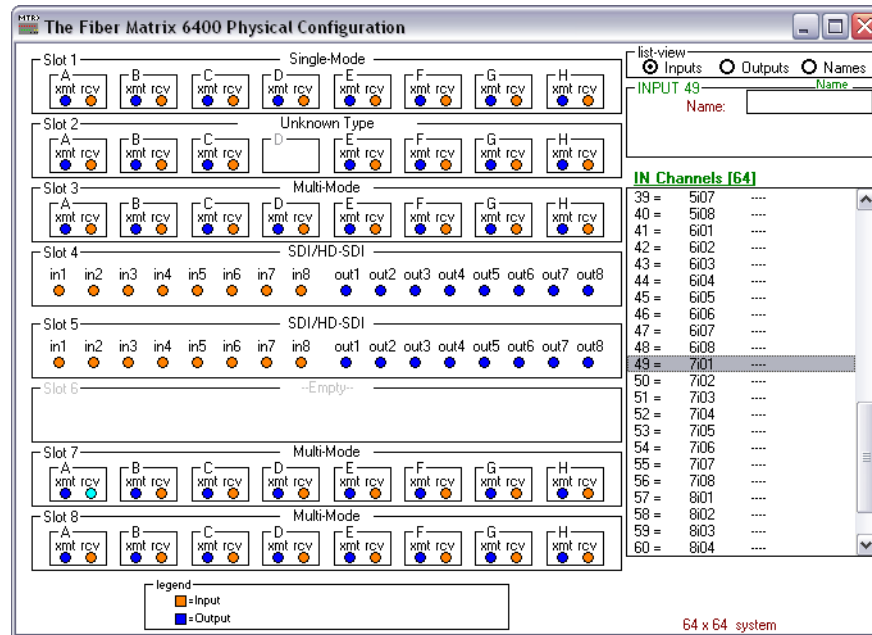 MTRX The Fiber Matrix 6400 Physical Configuration
Slot 1 Single-Mode
A B C D E F G H
xmt rcv xmt rcv xmt rcv xmt rcv xmt rcv xmt rcv xmt rcv xmt rcv
Slot 2 Unknown Type
A B C D E F G H
xmt rcv xmt rcv xmt rcv xmt rcv xmt rcv xmt rcv xmt rcv
Slot 3 Multi-Mode
A B C D E F G H
xmt rcv xmt rcv xmt rcv xmt rcv xmt rcv xmt rcv xmt rcv xmt rcv
Slot 4 SDI/HD-SDI
in1 in2 in3 in4 in5 in6 in7 in8 out1 out2 out3 out4 out5 out6 out7 out8
Slot 5 SDI/HD-SDI
in1 in2 in3 in4 in5 in6 in7 in8 out1 out2 out3 out4 out5 out6 out7 out8
Slot 6 --Empty--
Slot 7 Multi-Mode
A B C D E F G H
xmt rcv xmt rcv xmt rcv xmt rcv xmt rcv xmt rcv xmt rcv xmt rcv
Slot 8 Multi-Mode
A B C D E F G H
xmt rcv xmt rcv xmt rcv xmt rcv xmt rcv xmt rcv xmt rcv xmt rcv
legend
=Input
=Output
list-view
Inputs Outputs Names
INPUT 49 Name
Name:
IN Channels [64]
39 = 5i07 ----
40 = 5i08 ----
41 = 6i01 ----
42 = 6i02 ----
43 = 6i03 ----
44 = 6i04 ----
45 = 6i05 ----
46 = 6i06 ----
47 = 6i07 ----
48 = 6i08 ----
49 = 7i01 ----
50 = 7i02 ----
51 = 7i03 ----
52 = 7i04 ----
53 = 7i05 ----
54 = 7i06 ----
55 = 7i07 ----
56 = 7i08 ----
57 = 8i01 ----
58 = 8i02 ----
59 = 8i03 ----
60 = 8i04 ----
64 x 64 system